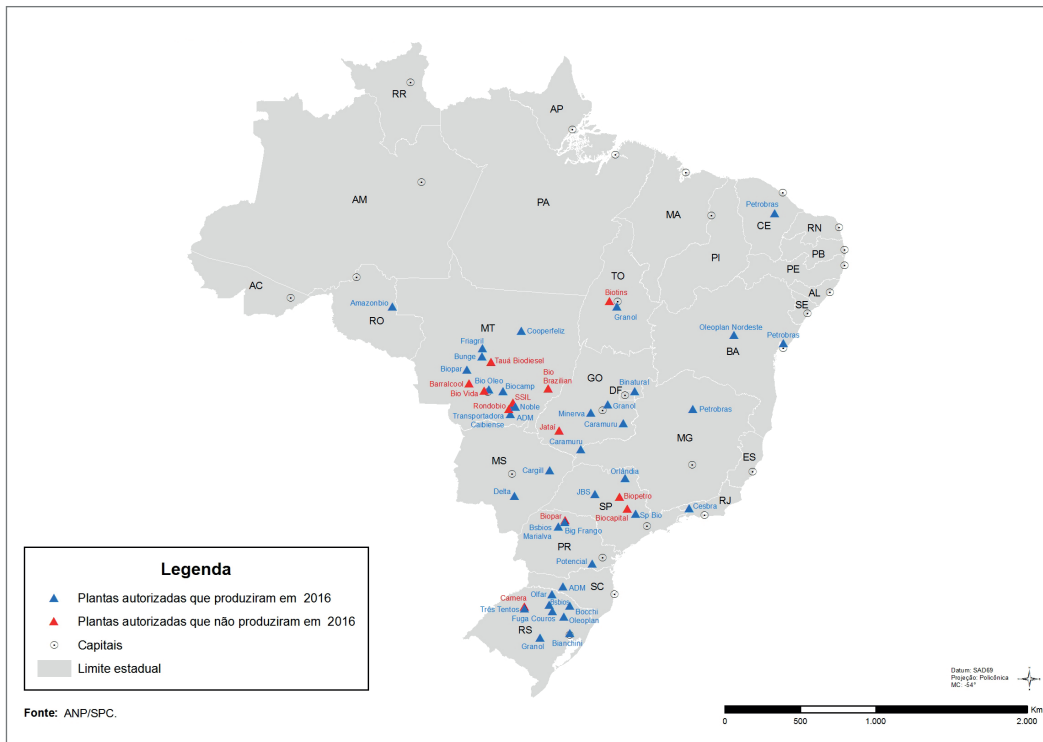 RR
AP
AM
PA
MA
Petrobras
CE
RN
PB
PI
PE
TO
AL
AC
SE
Biotins
Amazonbio
Granol
RO
MT
Cooperfeliz
Oleoplan Nordeste
Petrobras
Friagril
Bunge
Tauá Biodiesel
BA
Biopar
Bio
Brazilian
GO
Barralcool
Bio Oleo
Binatural
DF
Bio Vida
Biocamp
SSIL
Rondobio
Noble
Granol
Petrobras
Minerva
Transportadora
Caibiense
ADM
Caramuru
Jataí
Caramuru
MG
MS
Cargill
ES
Orlândia
Delta
JBS
Biopetro
RJ
SP
Cesbra
Biocapital
Sp Bio
Biopar
Bsbios
Marialva
Big Frango
PR
Potencial
SC
ADM
Olfar
Camera
Bsbios
Três Tentos
Bocchi
Fuga Couros
Oleoplan
RS
Granol
Bianchini
Legenda
Plantas autorizadas que produziram em 2016
Plantas autorizadas que não produziram em 2016
Capitais
Limite estadual
Fonte: ANP/SPC.
Datum: SAD69
Projeção: Policônica
MC: -54°
Km
0 500 1.000 2.000